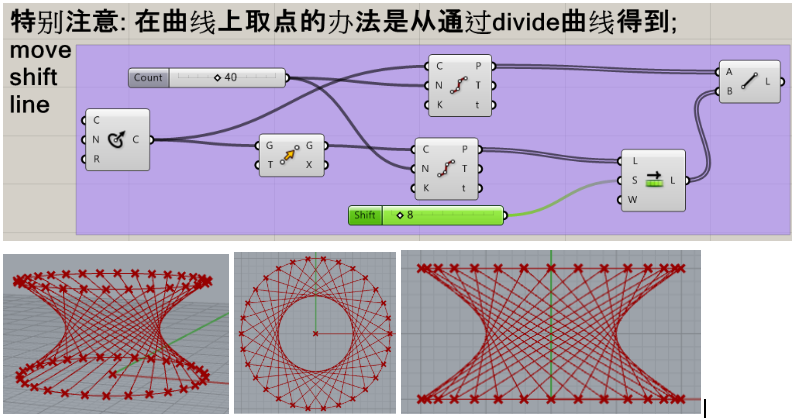 特别注意: 在曲线上取点的办法是从通过divide曲线得到;
move
shift
line
Count 40
C P
N T
K t
A L
B
C
N C
R
G G
T X
C P
N T
K t
L
S L
W
Shift 8